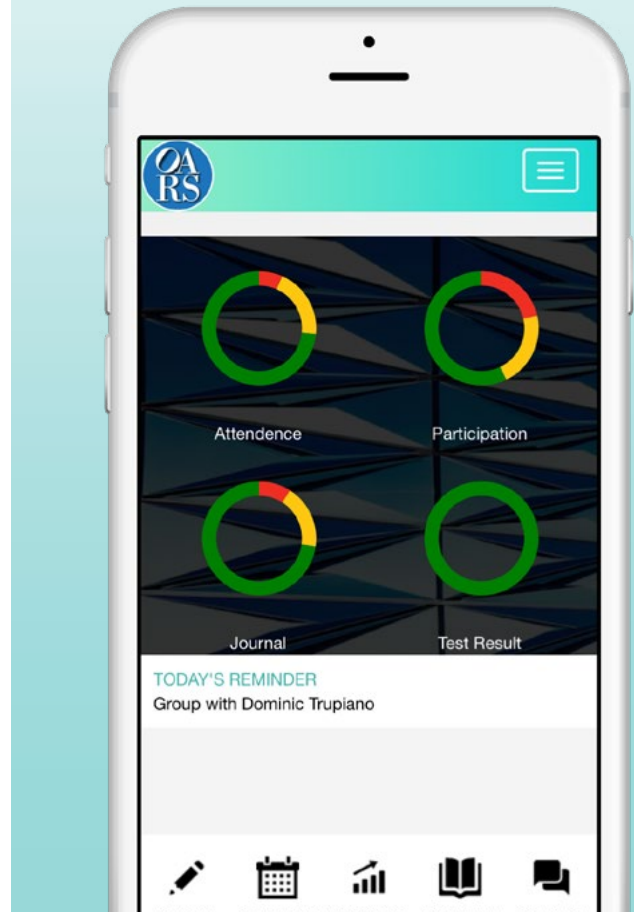 OA
RS
Attendence
Participation
Journal
Test Result
TODAY'S REMINDER
Group with Dominic Trupiano